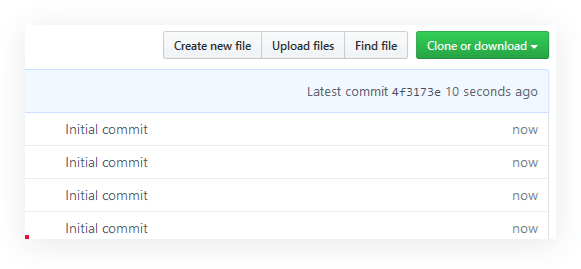 Create new file Upload files Find file Clone or download
Latest commit 4f3173e 10 seconds ago
Initial commit now
Initial commit now
Initial commit now
Initial commit now